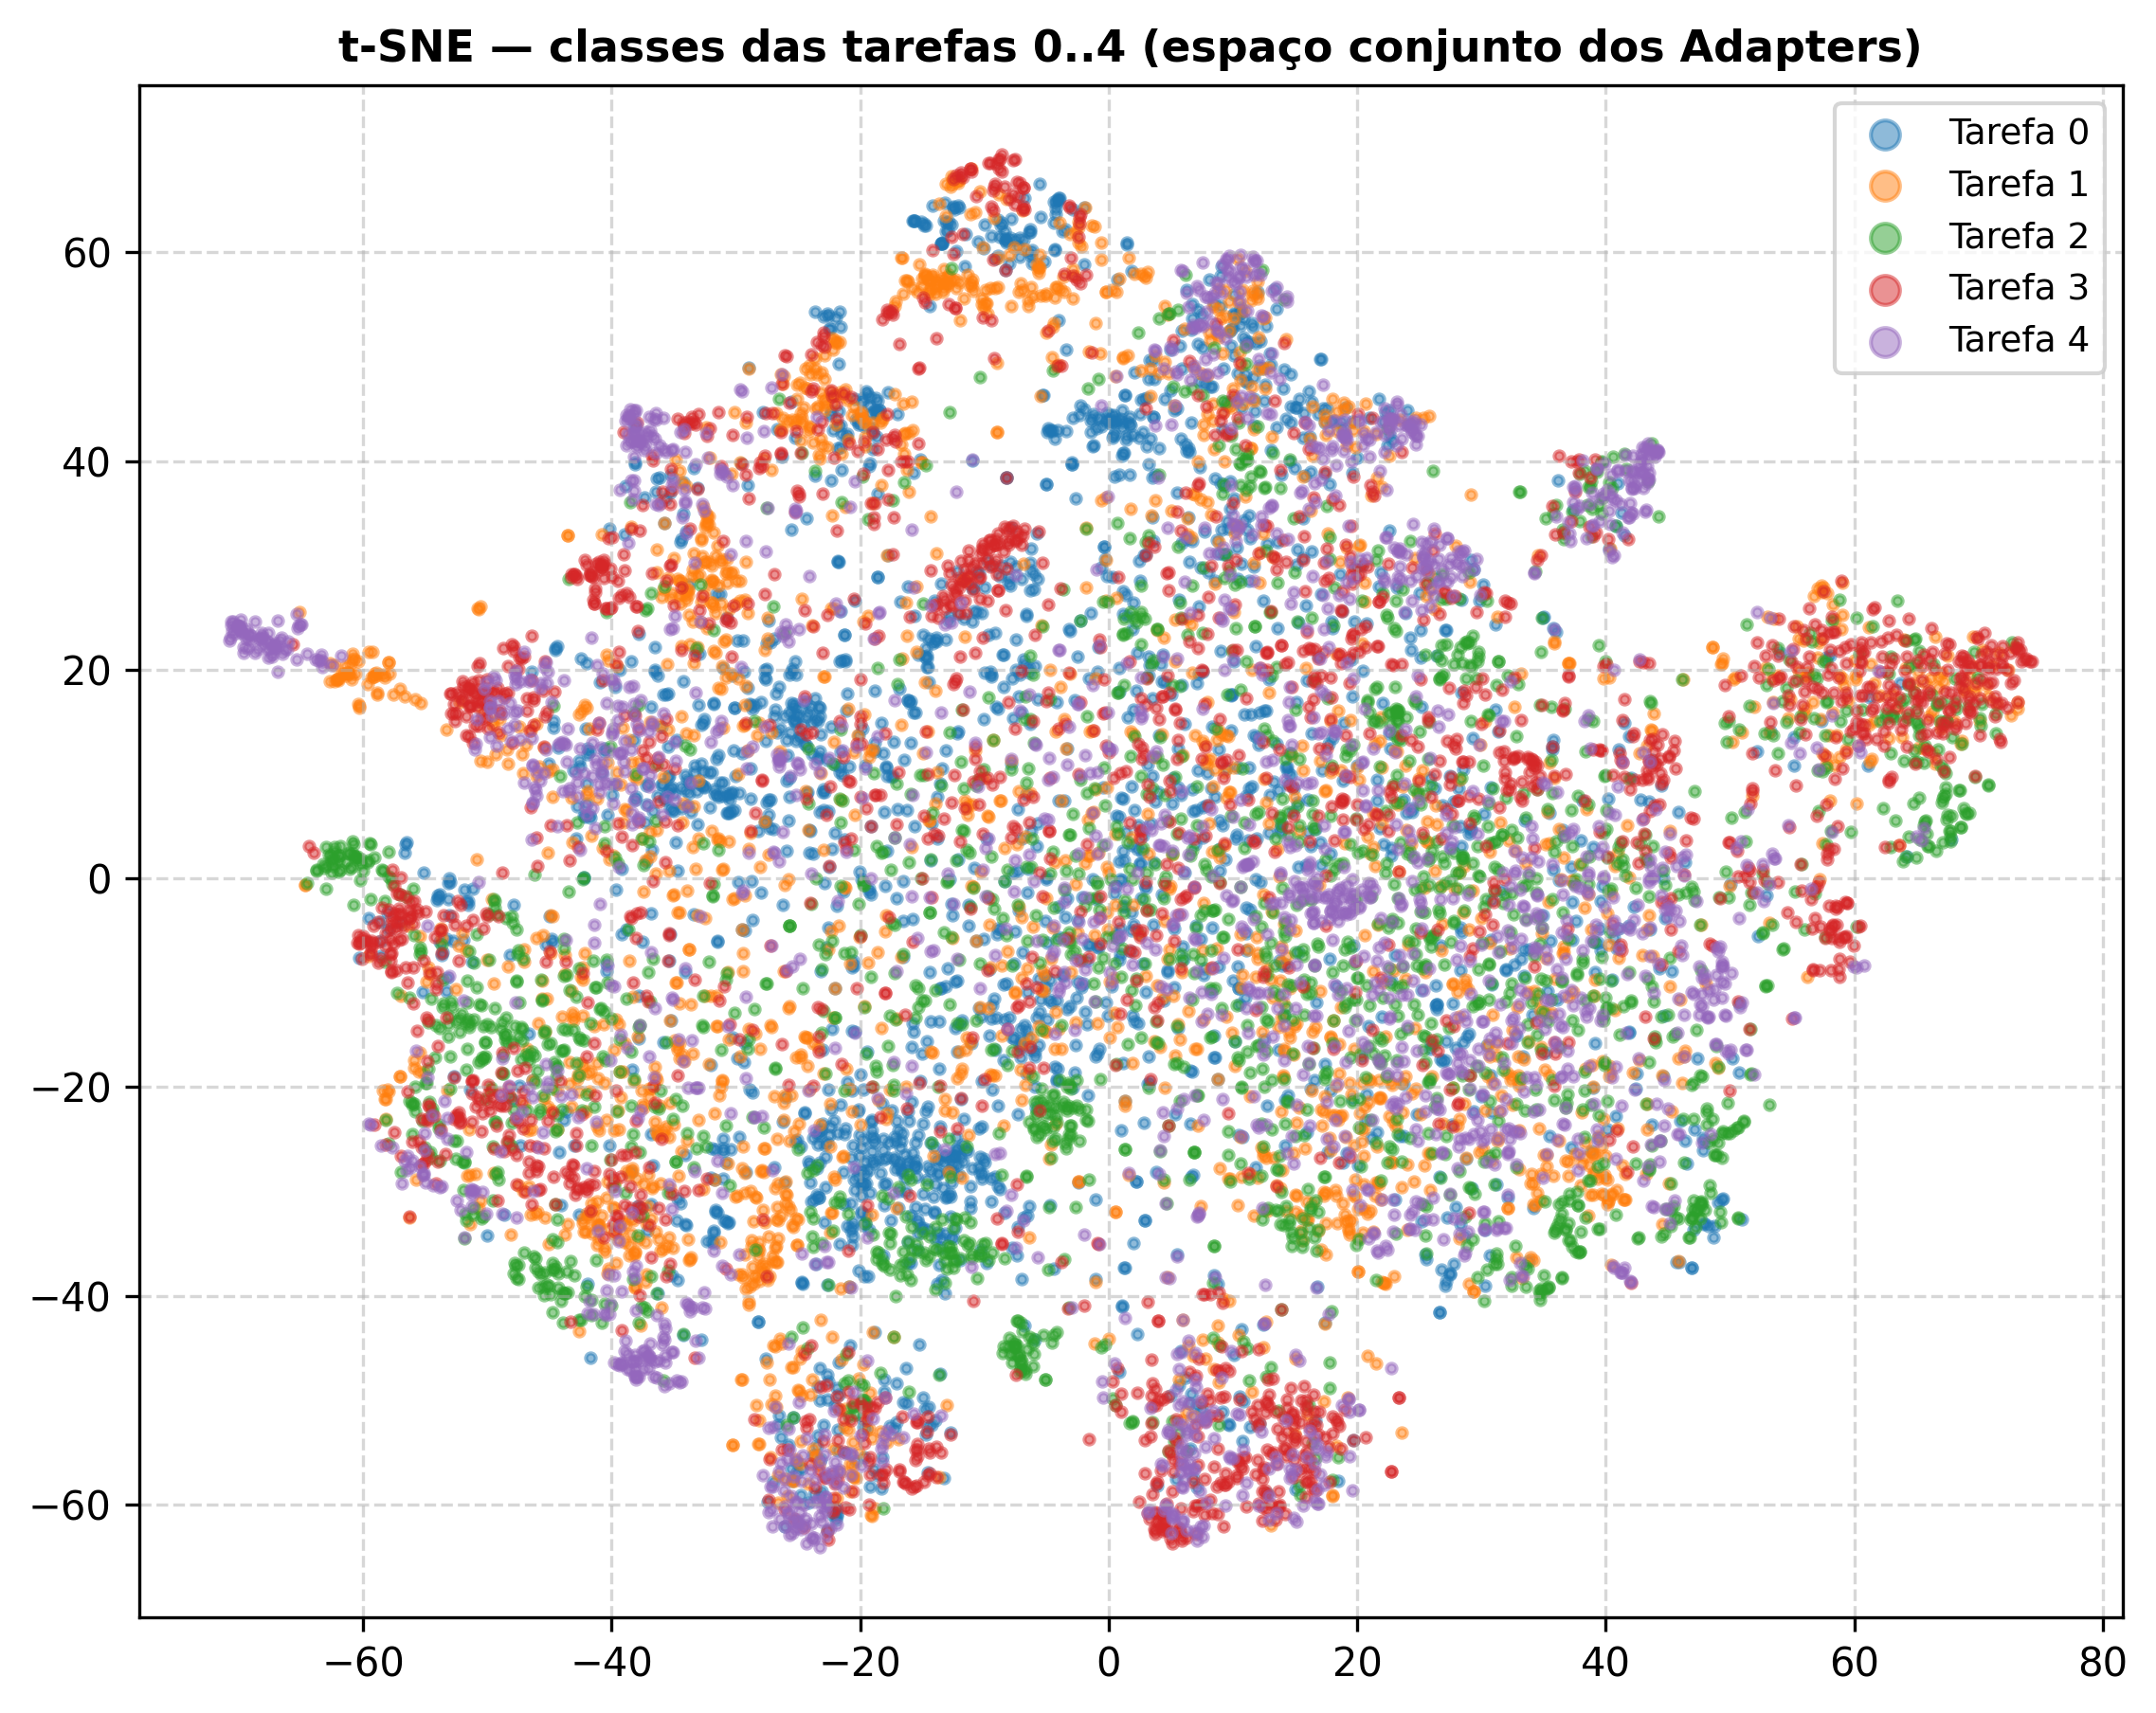 t-SNE — classes das tarefas 0..4 (espaço conjunto dos Adapters)
Tarefa 0
Tarefa 1
Tarefa 2
Tarefa 3
Tarefa 4
60
40
20
0
−20
−40
−60
−60 −40 −20 0 20 40 60 80